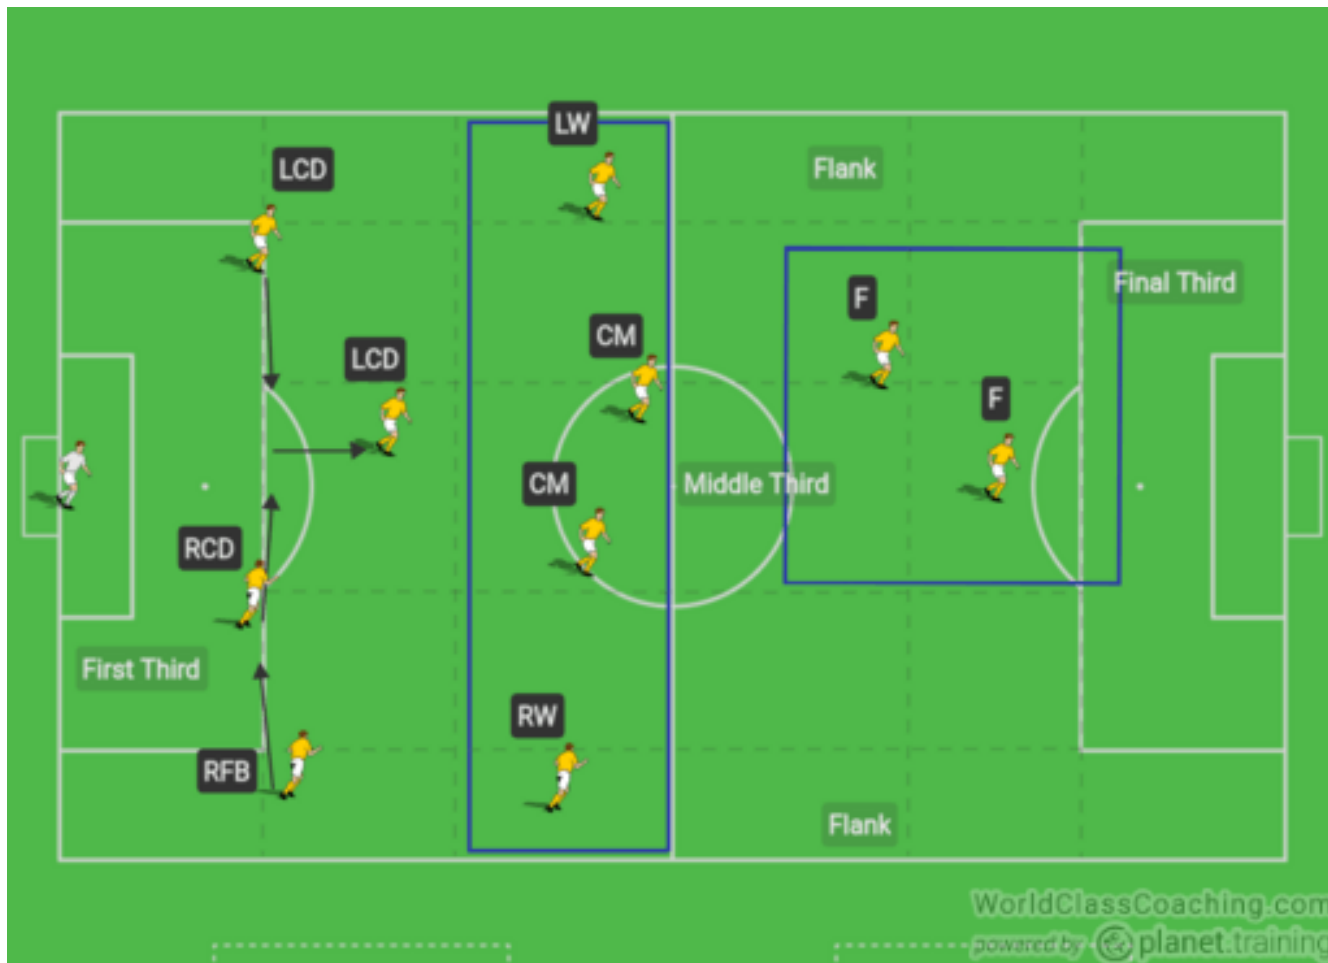 LW
LCD
Flank
Final Third
F
CM
LCD
F
CM
Middle Third
RCD
First Third
RW
RFB
Flank
WorldClassCoaching.com
powered by planet.training